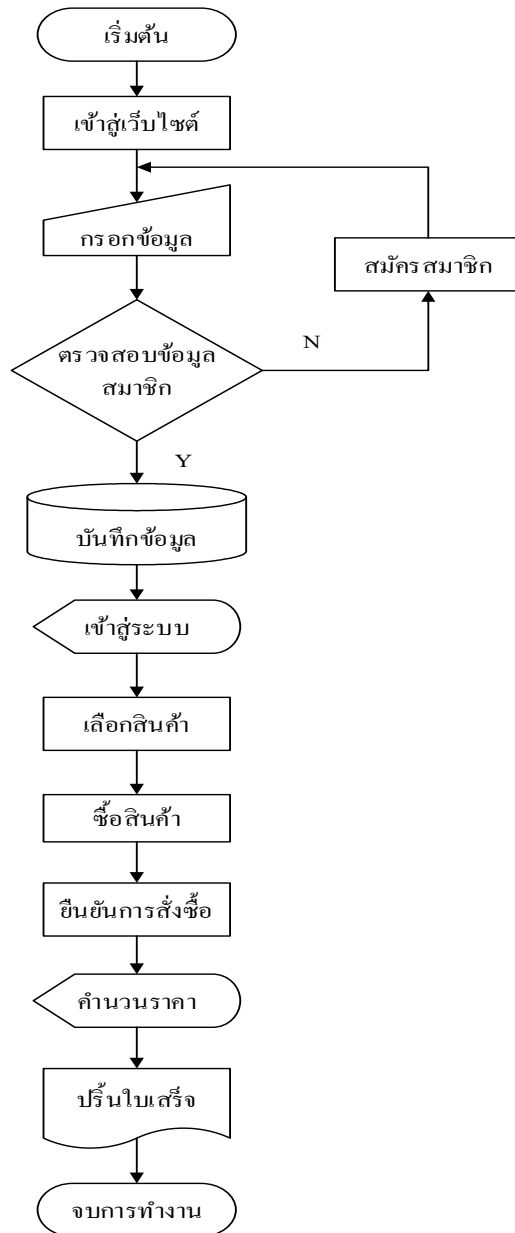 เริ่มต้น
เข้าสู่เว็บไซต์
กรอกข้อมูล
สมัครสมาชิก
ตรวจสอบข้อมูล
สมาชิก
N
Y
บันทึกข้อมูล
เข้าสู่ระบบ
เลือกสินค้า
ซื้อสินค้า
ยืนยันการสั่งซื้อ
คำนวนราคา
ปริ้นใบเสร็จ
จบการทำงาน